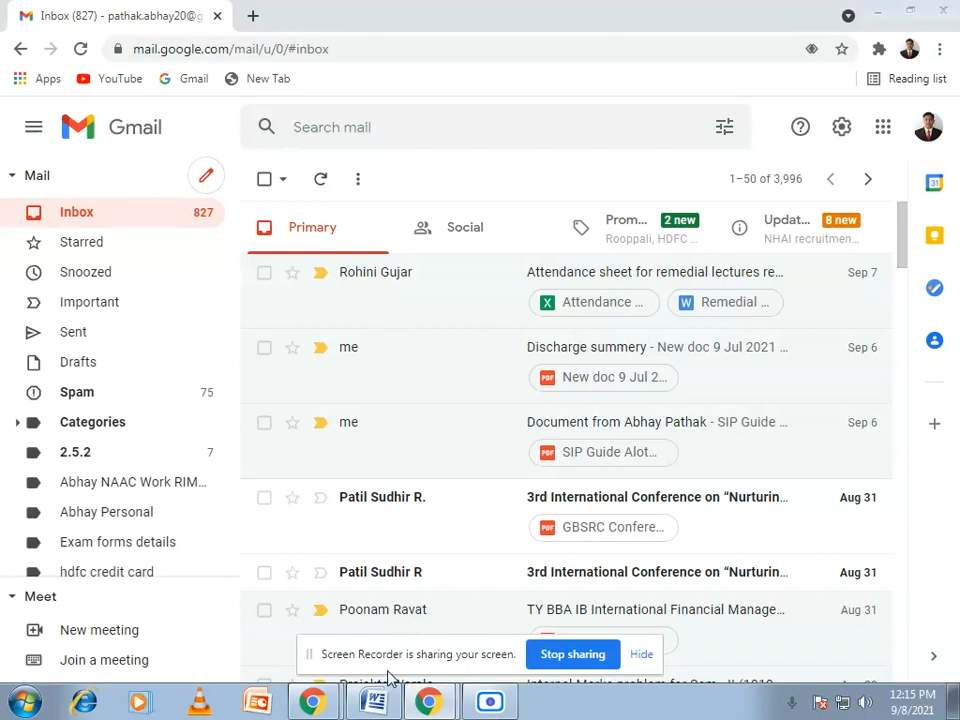 Inbox (827) - pathak.abhay20@g
mail.google.com/mail/u/0/#inbox
Apps YouTube Gmail New Tab Reading list
Gmail
Search mail
Mail
1–50 of 3,996
Inbox 827
Primary
Social
Prom... 2 new
Rooppali, HDFC ...
Updat... 8 new
NHAI recruitmen...
Starred
Snoozed
Important
Sent
Drafts
Spam 75
Categories
2.5.2 7
Abhay NAAC Work RIM...
Abhay Personal
Exam forms details
hdfc credit card
Meet
New meeting
Join a meeting
Rohini Gujar Attendance sheet for remedial lectures re... Sep 7
Attendance ... Remedial ...
me Discharge summery - New doc 9 Jul 2021 ... Sep 6
New doc 9 Jul 2...
me Document from Abhay Pathak - SIP Guide ... Sep 6
SIP Guide Alot...
Patil Sudhir R. 3rd International Conference on “Nurturin... Aug 31
GBSRC Confere...
Patil Sudhir R 3rd International Conference on “Nurturin... Aug 31
Poonam Ravat TY BBA IB International Financial Manage... Aug 31
Screen Recorder is sharing your screen. Stop sharing Hide
12:15 PM
9/8/2021